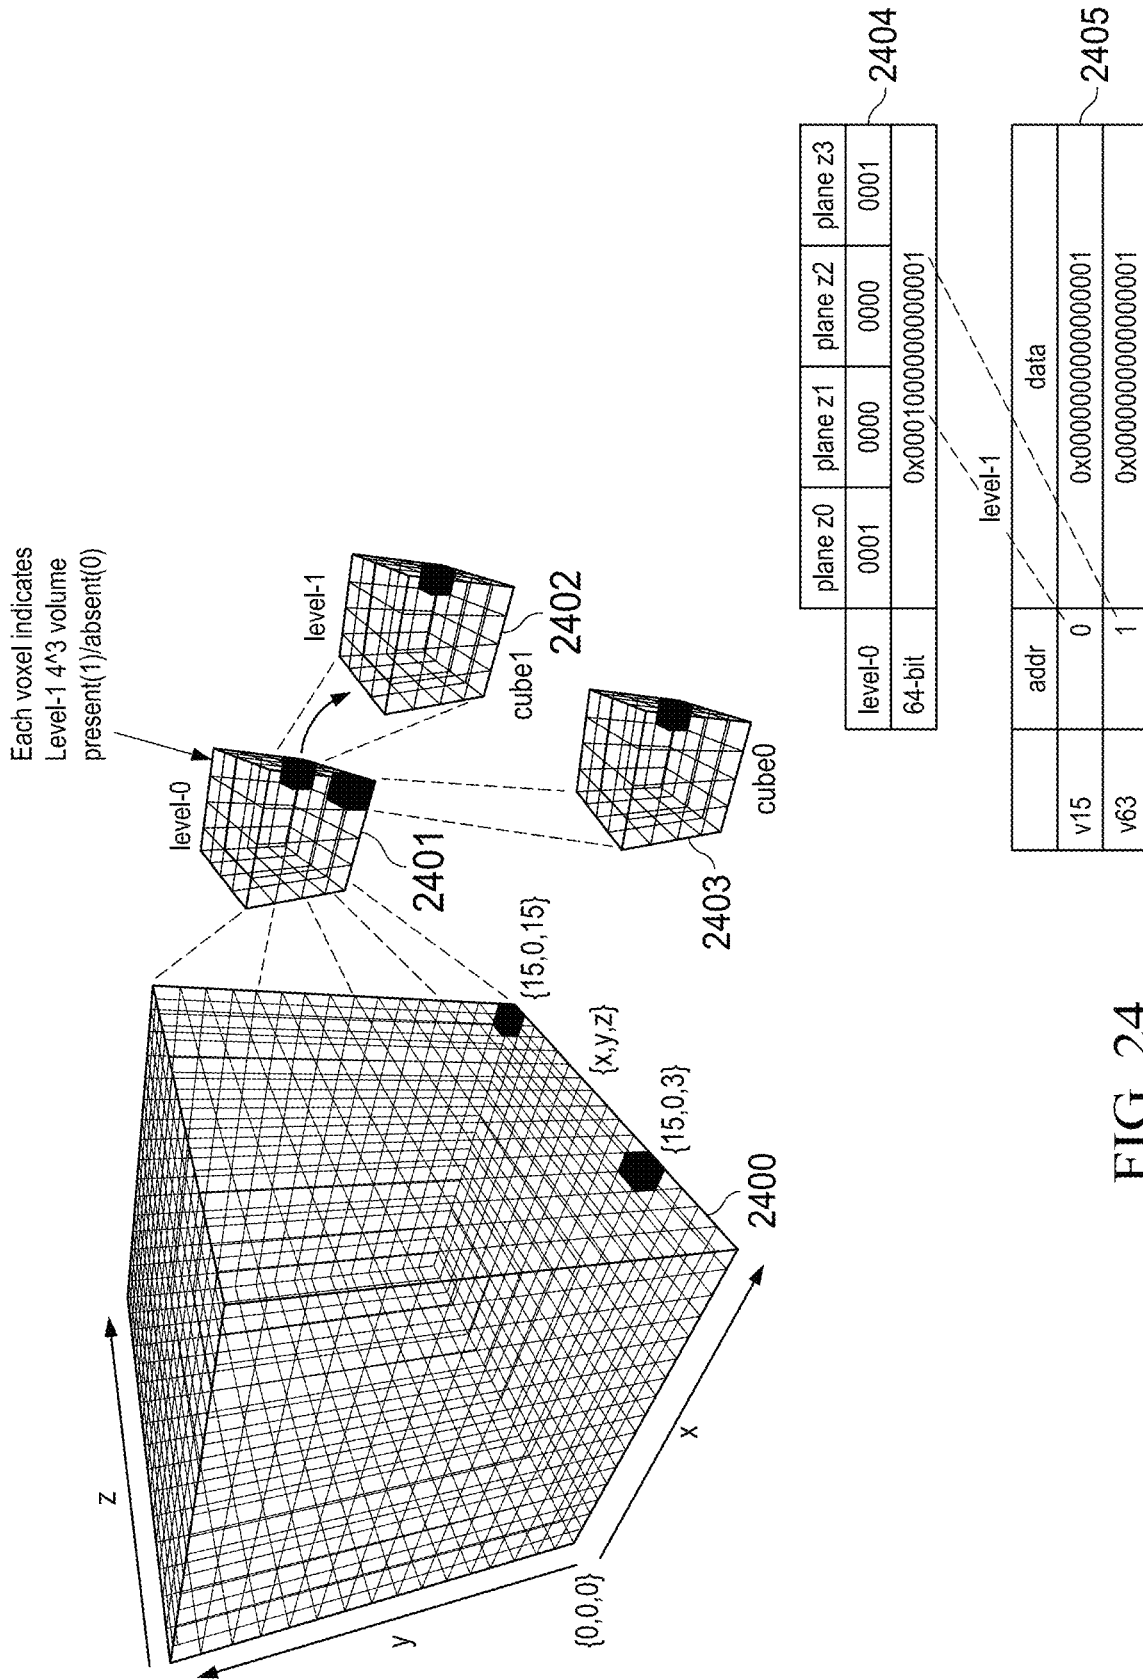 Each voxel indicates
Level-1 4^3 volume
present(1)/absent(0)
z
level-0
level-1
y
2401
cube1
2402
{0,0,0}
{15,0,15}
x
{x,y,z}
{15,0,3}
2403
cube0
2400
plane z0 plane z1 plane z2 plane z3
level-0 0001 0000 0000 0001 2404
64-bit 0x0001000000000001
level-1
addr data
v15 0 0x0000000000000001 2405
v63 1 0x0000000000000001
FIG. 24